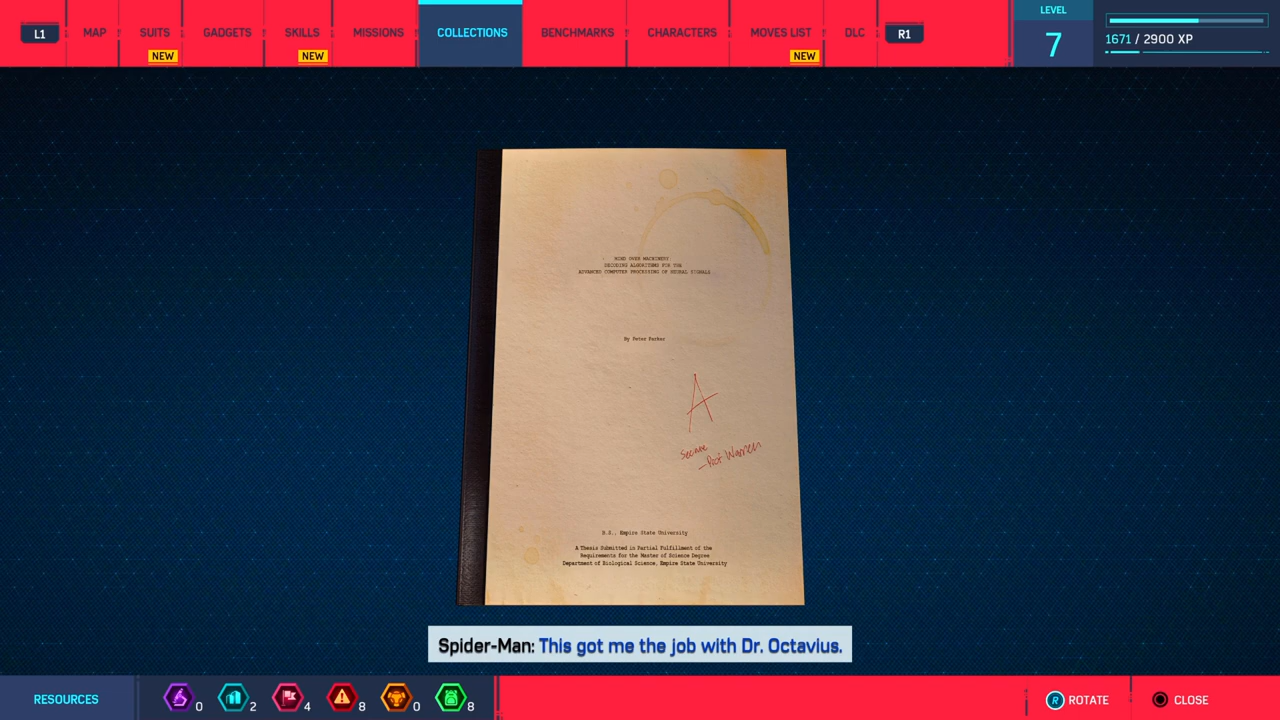 L1
MAP
SUITS
NEW
GADGETS
SKILLS
NEW
MISSIONS
COLLECTIONS
BENCHMARKS
CHARACTERS
MOVES LIST
NEW
DLC
R1
LEVEL
7
1671 / 2900 XP
MIND OVER MACHINERY
DECODING ALGORITHMS FOR THE
ADVANCED COMPUTER PROCESSING OF NEURAL SIGNALS
By Peter Parker
A
- Prof Warren
B.S., Empire State University
A Thesis Submitted in Partial Fulfillment of the
Requirements for the Master of Science Degree
Department of Biological Science, Empire State University
Spider-Man: This got me the job with Dr. Octavius.
RESOURCES
0
2
4
8
0
8
R ROTATE
CLOSE